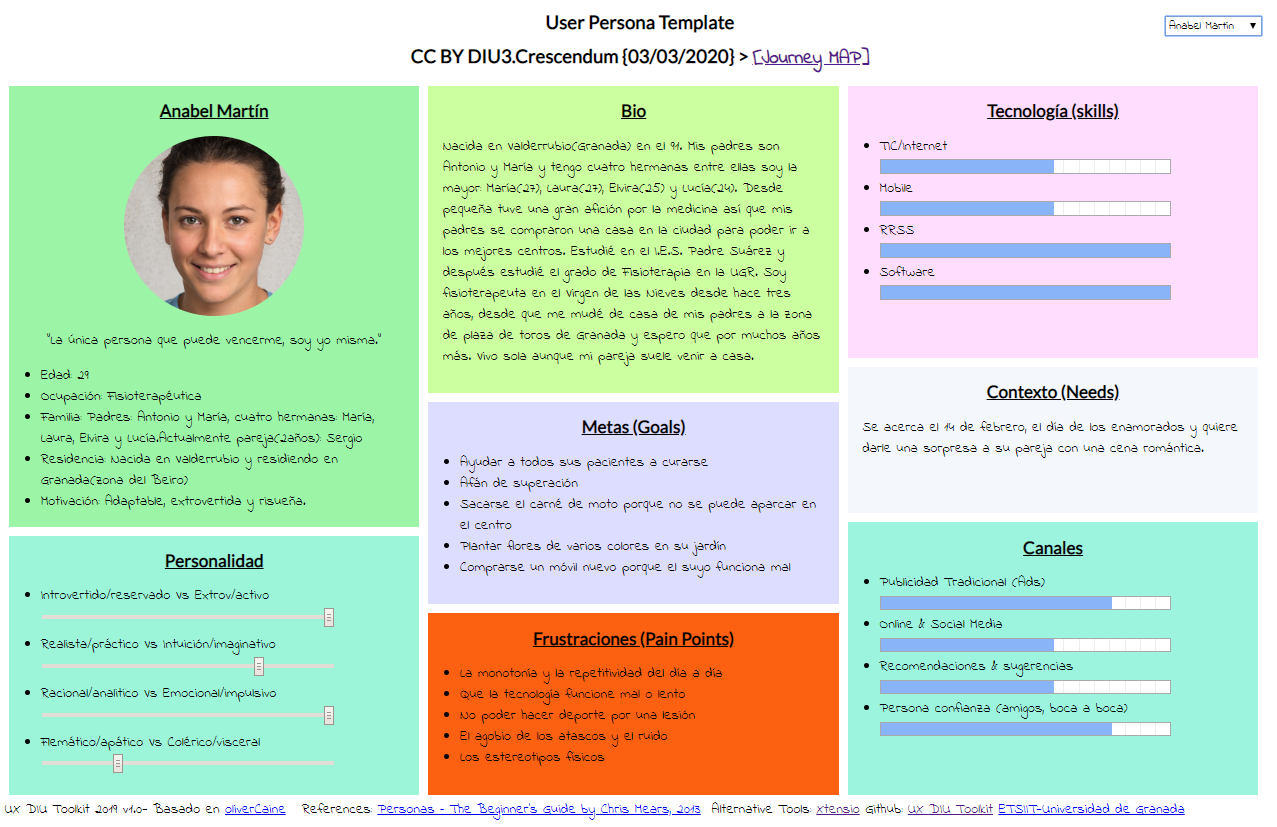 User Persona Template
Anabel Martín ▼
CC BY DIU3.Crescendum {03/03/2020} > [Journey MAP]
Anabel Martín
"La única persona que puede vencerme, soy yo misma."
• Edad: 29
• Ocupación: Fisioterapéutica
• Familia: Padres: Antonio y María, cuatro hermanas: María,
Laura, Elvira y Lucía.Actualmente pareja(2años): Sergio
• Residencia: Nacida en Valderrubio y residiendo en
Granada(zona del Beiro)
• Motivación: Adaptable, extrovertida y risueña.
Personalidad
• Introvertido/reservado vs Extrov/activo
• Realista/práctico vs Intuición/imaginativo
• Racional/analitico vs Emocional/impulsivo
• Flemático/apático vs Colérico/visceral
Bio
Nacida en Valderrubio(Granada) en el 91. Mis padres son
Antonio y María y tengo cuatro hermanas entre ellas soy la
mayor: María(27), Laura(27), Elvira(25) y Lucía(24). Desde
pequeña tuve una gran afición por la medicina así que mis
padres se compraron una casa en la ciudad para poder ir a
los mejores centros. Estudié en el I.E.S. Padre Suárez y
después estudié el grado de Fisioterapia en la UGR. Soy
fisioterapeuta en el Virgen de las Nieves desde hace tres
años, desde que me mudé de casa de mis padres a la zona
de plaza de toros de Granada y espero que por muchos años
más. Vivo sola aunque mi pareja suele venir a casa.
Metas (Goals)
• Ayudar a todos sus pacientes a curarse
• Afán de superación
• Sacarse el carné de moto porque no se puede aparcar en
el centro
• Plantar flores de varios colores en su jardín
• Comprarse un móvil nuevo porque el suyo funciona mal
Frustraciones (Pain Points)
• La monotonía y la repetitividad del día a día
• Que la tecnología funcione mal o lento
• No poder hacer deporte por una lesión
• El agobio de los atascos y el ruido
• Los estereotipos físicos
Tecnología (skills)
• TIC/Internet
• Mobile
• RRSS
• Software
Contexto (Needs)
Se acerca el 14 de febrero, el día de los enamorados y quiere
darle una sorpresa a su pareja con una cena romántica.
Canales
• Publicidad Tradicional (Ads)
• Online & Social Media
• Recomendaciones & sugerencias
• Persona confianza (amigos, boca a boca)
UX DIU Toolkit 2019 v1.0- Basado en oliverCaine References: Personas - The Beginner's Guide by Chris Mears, 2013 Alternative Tools: Xtensio Github: UX DIU Toolkit ETSIIT-Universidad de Granada